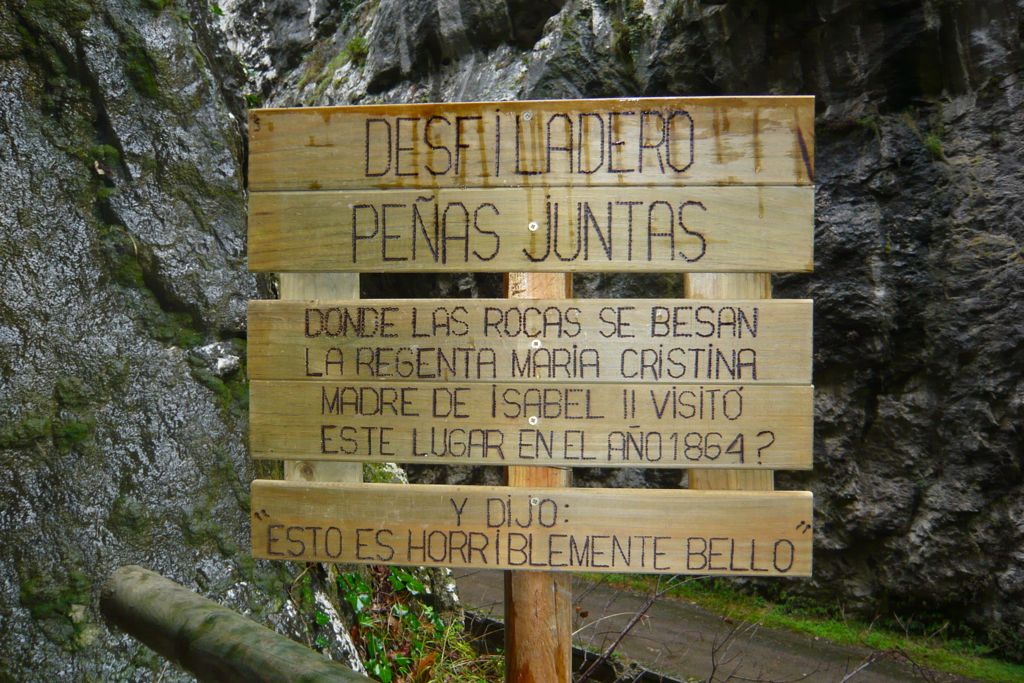 DESFILADERO
PEÑAS JUNTAS
DONDE LAS ROCAS SE BESAN
LA REGENTA MARIA CRISTINA
MADRE DE ISABEL II VISITÓ
ESTE LUGAR EN EL AÑO 1864?
Y DIJO:
"ESTO ES HORRIBLEMENTE BELLO"